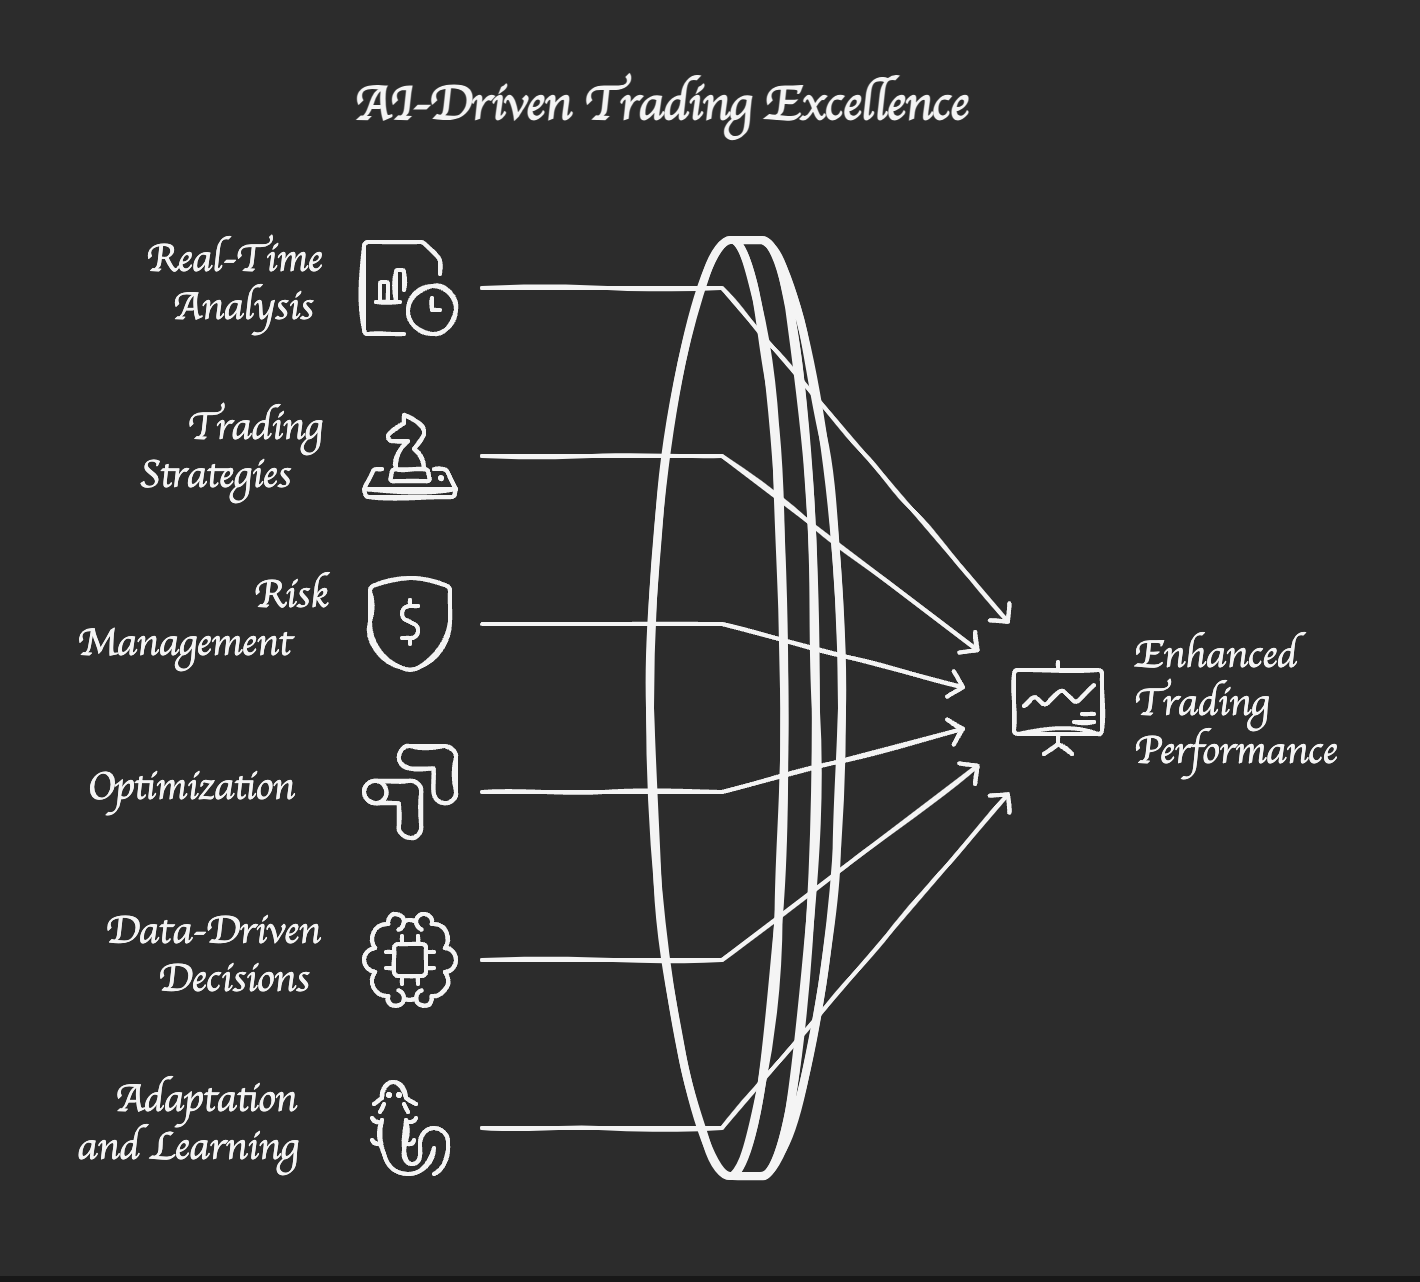 AI-Driven Trading Excellence
Real-Time
Analysis
Trading
Strategies
Risk
Management
Optimization
Data-Driven
Decisions
Adaptation
and Learning
Enhanced
Trading
Performance